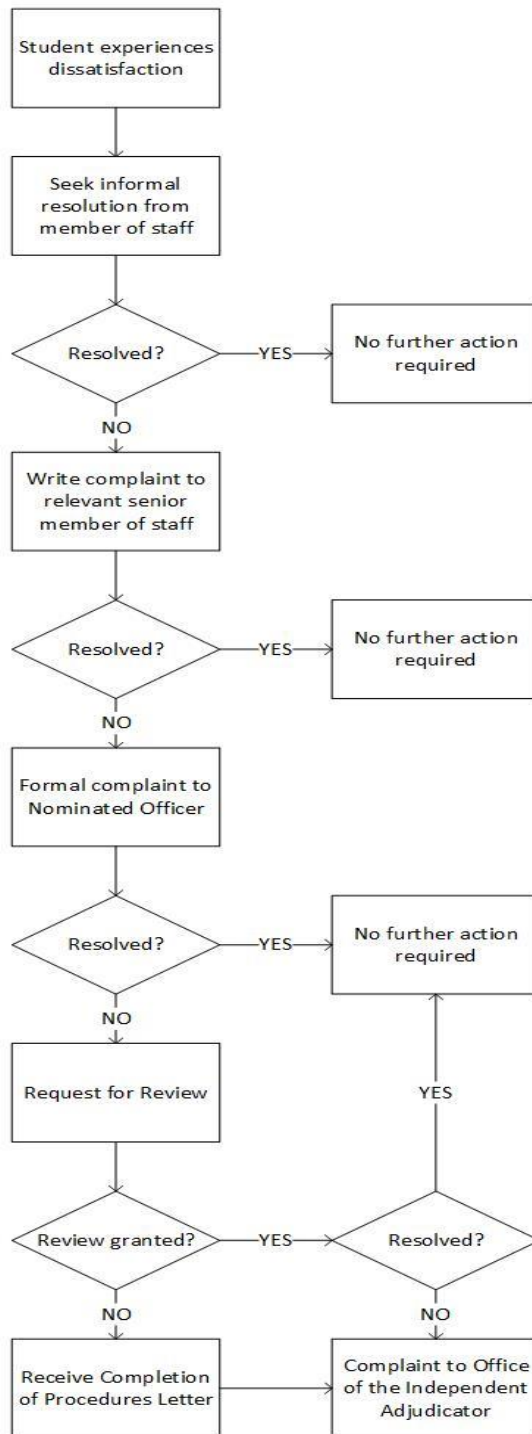 Student experiences
dissatisfaction
Seek informal
resolution from
member of staff
Resolved?
YES
No further action
required
NO
Write complaint to
relevant senior
member of staff
Resolved?
YES
No further action
required
NO
Formal complaint to
Nominated Officer
Resolved?
YES
No further action
required
NO
Request for Review
YES
Review granted?
YES
Resolved?
NO
NO
Receive Completion
of Procedures Letter
Complaint to Office
of the Independent
Adjudicator